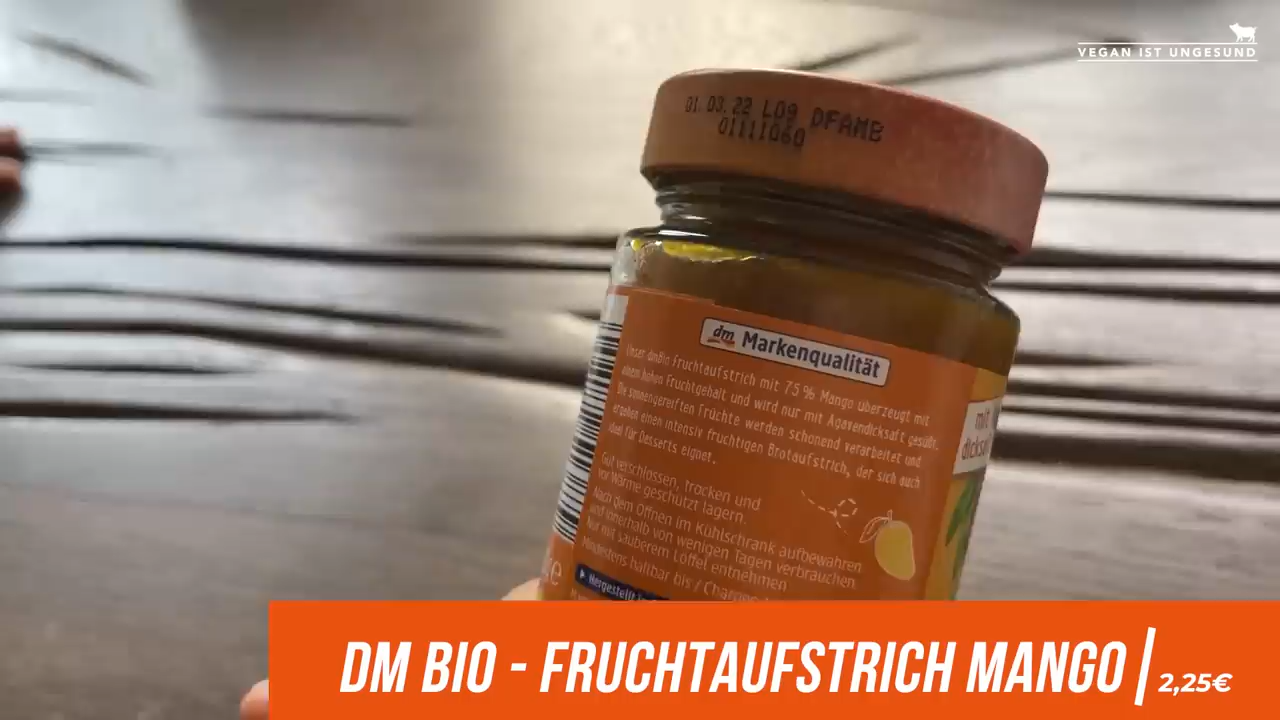 VEGAN IST UNGESUND
01.03.22 L09 DFAMB
01111060
dm Markenqualität
Unser dmBio Fruchtaufstrich mit 75% Mango überzeugt mit
einem hohen Fruchtgehalt und wird nur mit Agavendicksaft gesüßt.
Die sonnengereiften Früchte werden schonend verarbeitet und
ergeben einen intensiv fruchtigen Brotaufstrich, der sich auch
ideal für Desserts eignet.
Gut verschlossen, trocken und
vor Wärme geschützt lagern.
Nach dem Öffnen im Kühlschrank aufbewahren
und innerhalb von wenigen Tagen verbrauchen.
Nur mit sauberem Löffel entnehmen
Mindestens haltbar bis / Chargen
Hergestellt
mit
DM BIO - FRUCHTAUFSTRICH MANGO | 2,25€